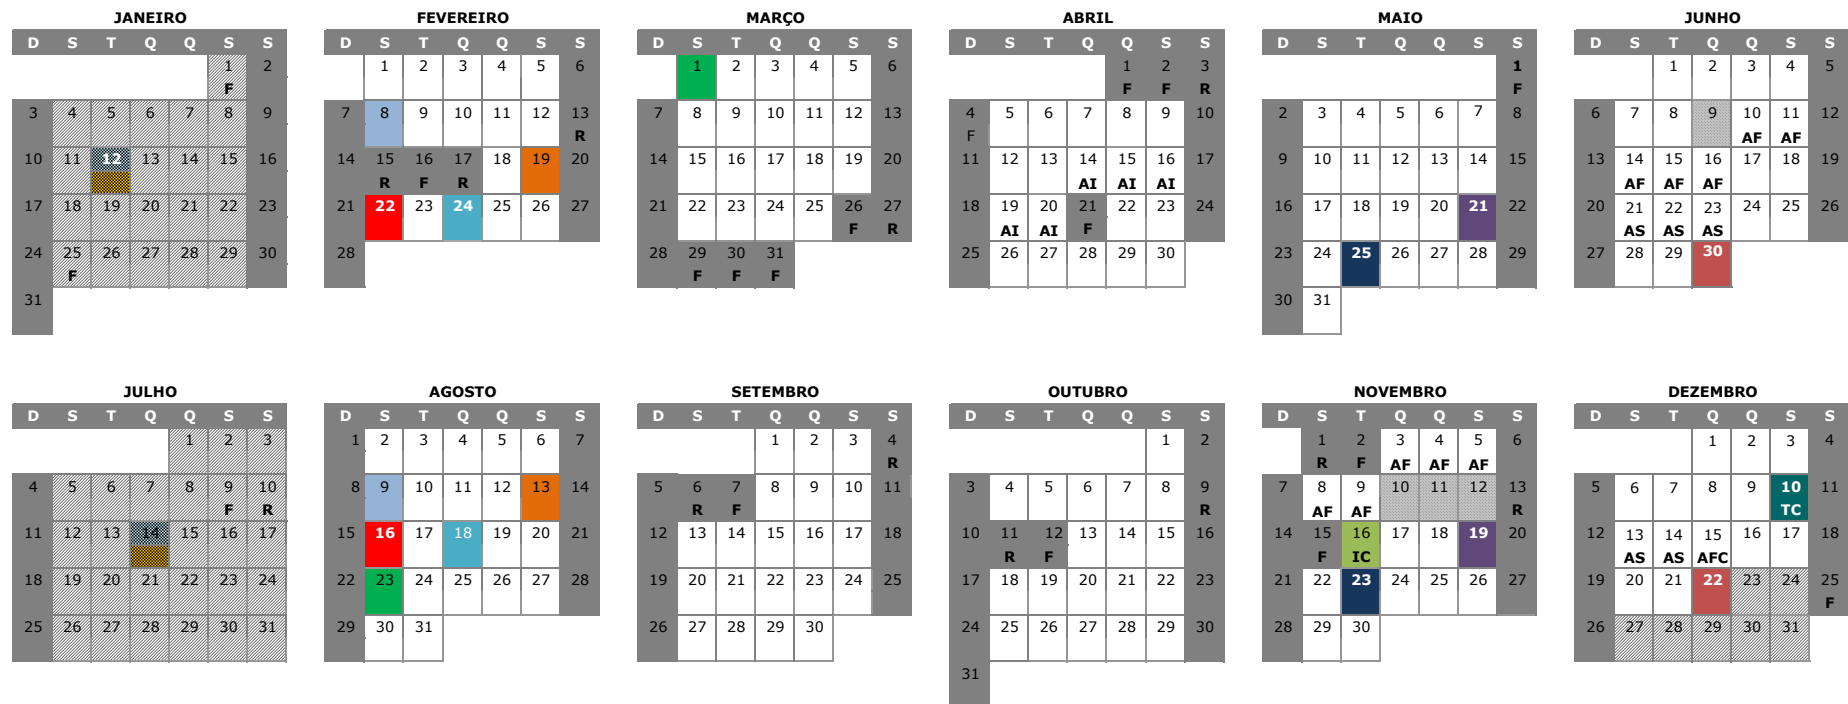 JANEIRO
D S T Q Q S S
1 2
F
3 4 5 6 7 8 9
10 11 12 13 14 15 16
17 18 19 20 21 22 23
24 25 26 27 28 29 30
F
31
FEVEREIRO
D S T Q Q S S
1 2 3 4 5 6
7 8 9 10 11 12 13
R
14 15 16 17 18 19 20
R F R
21 22 23 24 25 26 27
28
MARÇO
D S T Q Q S S
1 2 3 4 5 6
7 8 9 10 11 12 13
14 15 16 17 18 19 20
21 22 23 24 25 26 27
F R
28 29 30 31
F F F
ABRIL
D S T Q Q S S
1 2 3
F F R
4 5 6 7 8 9 10
F
11 12 13 14 15 16 17
AI AI AI
18 19 20 21 22 23 24
AI AI F
25 26 27 28 29 30
MAIO
D S T Q Q S S
1
F
2 3 4 5 6 7 8
9 10 11 12 13 14 15
16 17 18 19 20 21 22
23 24 25 26 27 28 29
30 31
JUNHO
D S T Q Q S S
1 2 3 4 5
6 7 8 9 10 11 12
AF AF
13 14 15 16 17 18 19
AF AF AF
20 21 22 23 24 25 26
AS AS AS
27 28 29 30
JULHO
D S T Q Q S S
1 2 3
4 5 6 7 8 9 10
F R
11 12 13 14 15 16 17
18 19 20 21 22 23 24
25 26 27 28 29 30 31
AGOSTO
D S T Q Q S S
1 2 3 4 5 6 7
8 9 10 11 12 13 14
15 16 17 18 19 20 21
22 23 24 25 26 27 28
29 30 31
SETEMBRO
D S T Q Q S S
1 2 3 4
R
5 6 7 8 9 10 11
R F
12 13 14 15 16 17 18
19 20 21 22 23 24 25
26 27 28 29 30
OUTUBRO
D S T Q Q S S
1 2
3 4 5 6 7 8 9
R
10 11 12 13 14 15 16
R F
17 18 19 20 21 22 23
24 25 26 27 28 29 30
31
NOVEMBRO
D S T Q Q S S
1 2 3 4 5 6
R F AF AF AF
7 8 9 10 11 12 13
AF AF R
14 15 16 17 18 19 20
F IC
21 22 23 24 25 26 27
28 29 30
DEZEMBRO
D S T Q Q S S
1 2 3 4
5 6 7 8 9 10 11
TC
12 13 14 15 16 17 18
AS AS AFC
19 20 21 22 23 24 25
F
26 27 28 29 30 31